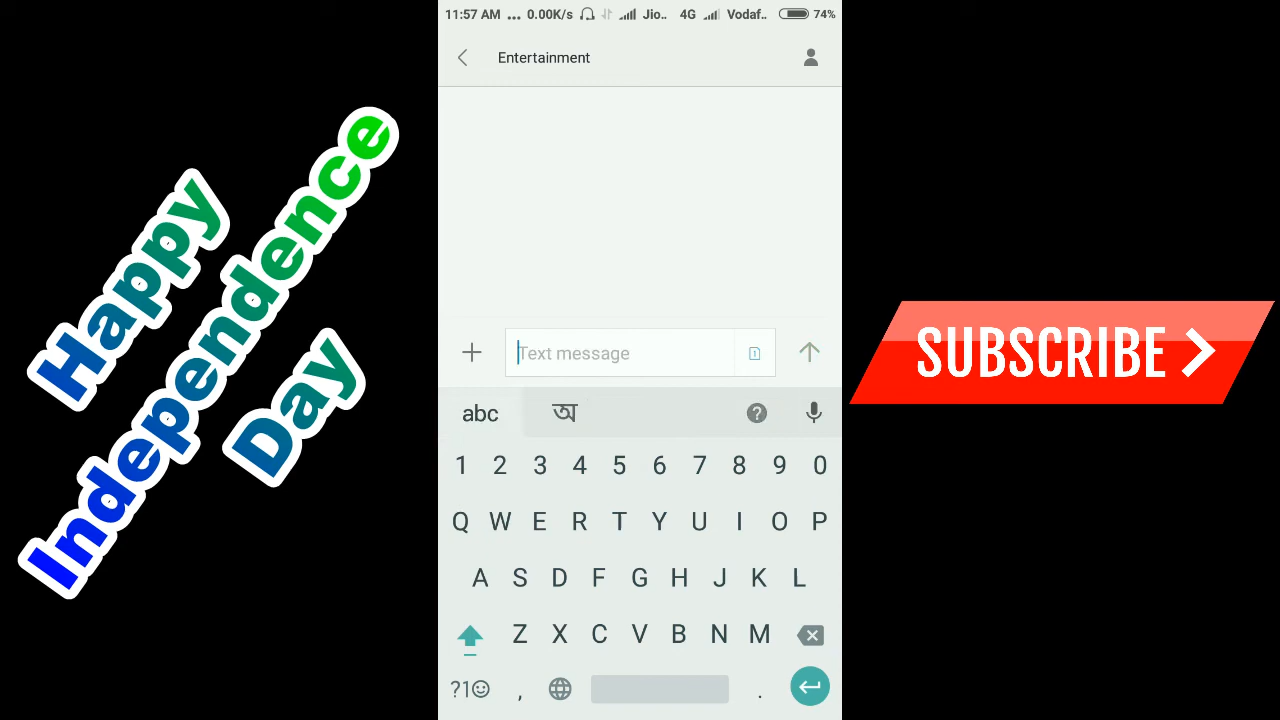 11:57 AM ... 0.00K/s Jio.. 4G Vodaf.. 74%
Entertainment
Happy
Independence
Day
Text message
1
SUBSCRIBE
abc অ
?
1 2 3 4 5 6 7 8 9 0
Q W E R T Y U I O P
A S D F G H J K L
Z X C V B N M
?1☺ , .